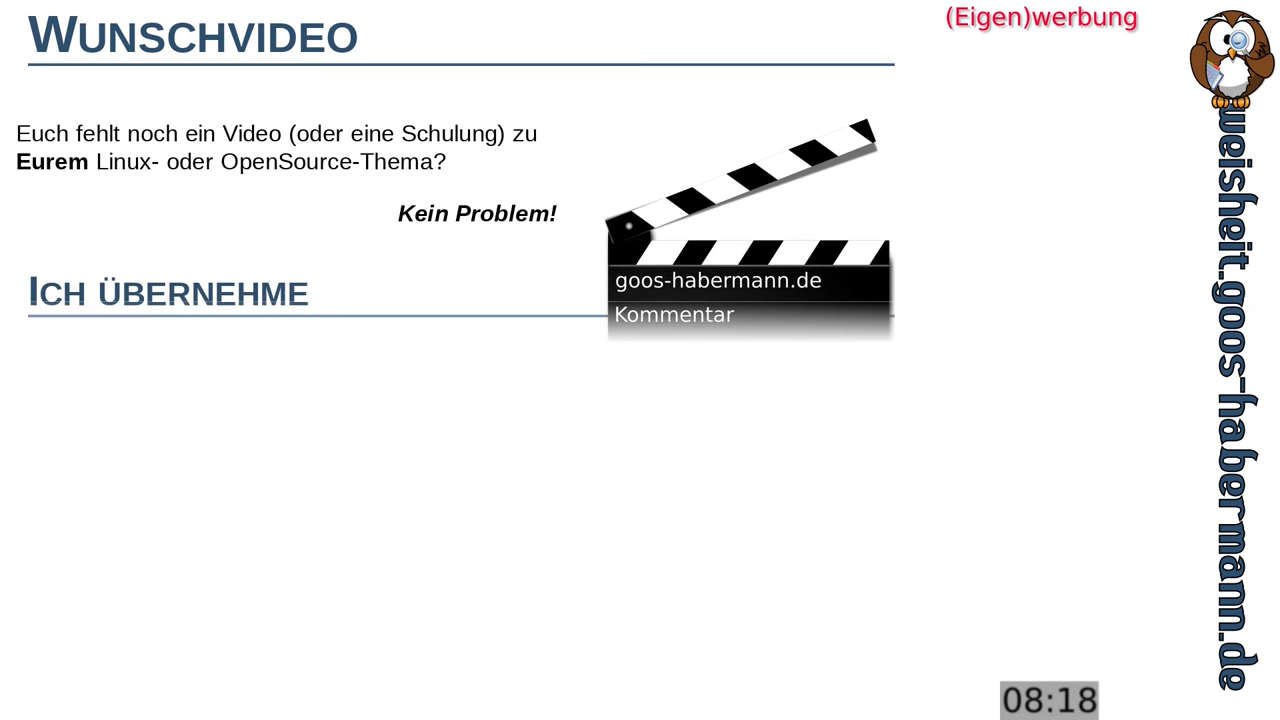 WUNSCHVIDEO
(Eigen)werbung
Euch fehlt noch ein Video (oder eine Schulung) zu
Eurem Linux- oder OpenSource-Thema?
Kein Problem!
ICH ÜBERNEHME
goos-habermann.de
Kommentar
weisheit.goos-habermann.de
08:18